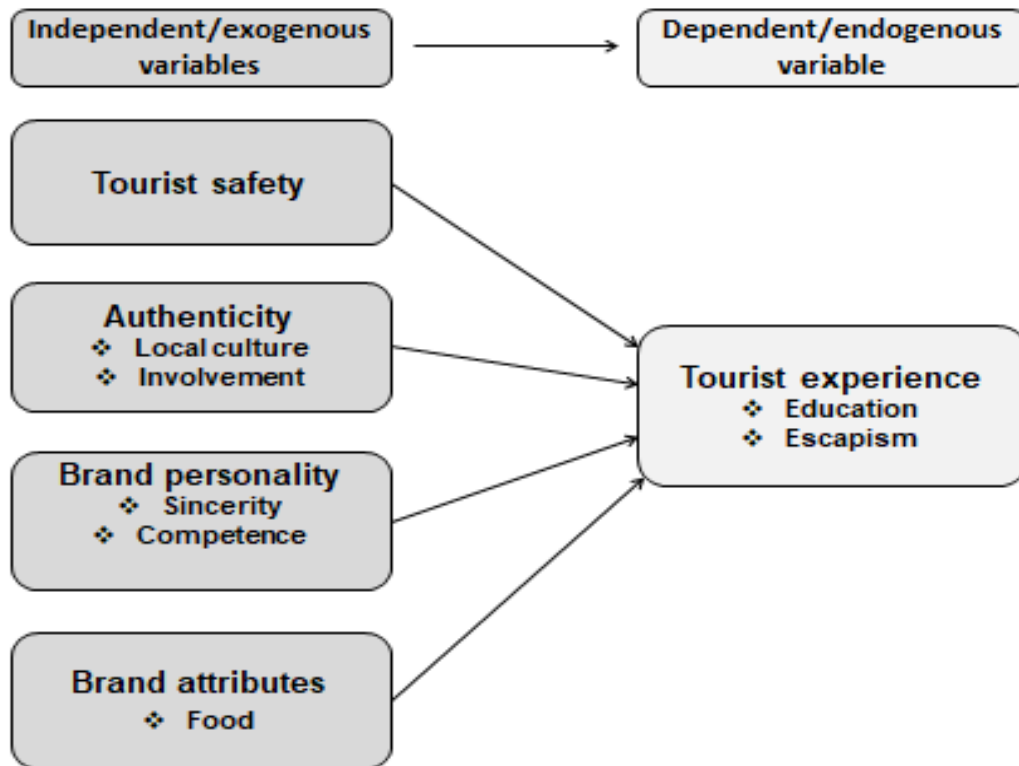 Independent/exogenous
variables
Dependent/endogenous
variable
Tourist safety
Authenticity
❖ Local culture
❖ Involvement
Brand personality
❖ Sincerity
❖ Competence
Brand attributes
❖ Food
Tourist experience
❖ Education
❖ Escapism